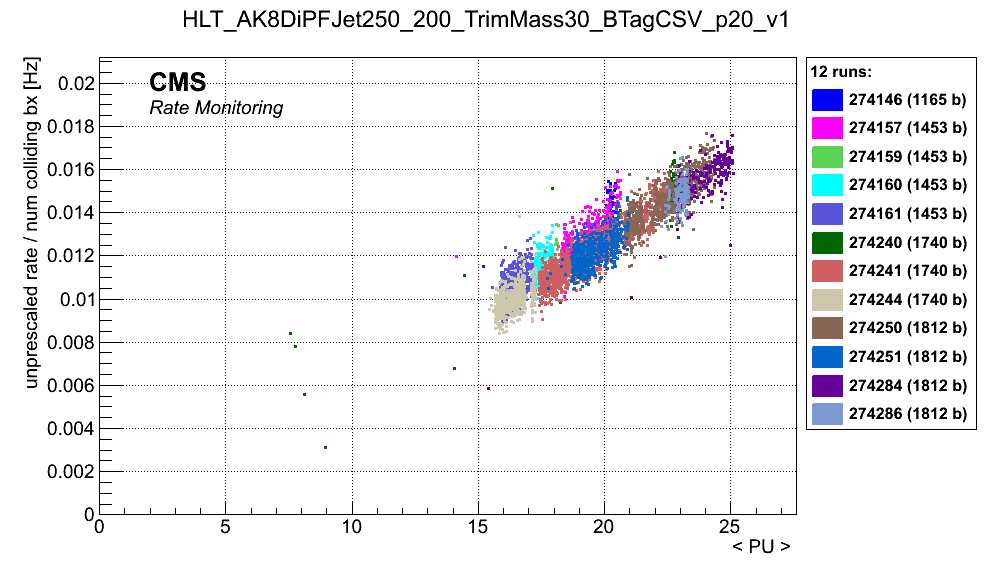 HLT_AK8DiPFJet250_200_TrimMass30_BTagCSV_p20_v1
unprescaled rate / num colliding bx [Hz]
CMS
Rate Monitoring
0.02
0.018
0.016
0.014
0.012
0.01
0.008
0.006
0.004
0.002
0
0 5 10 15 20 25
< PU >
12 runs:
274146 (1165 b)
274157 (1453 b)
274159 (1453 b)
274160 (1453 b)
274161 (1453 b)
274240 (1740 b)
274241 (1740 b)
274244 (1740 b)
274250 (1812 b)
274251 (1812 b)
274284 (1812 b)
274286 (1812 b)